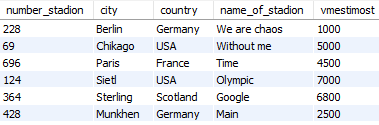 number_stadion city country name_of_stadion vmestimost
228 Berlin Germany We are chaos 1000
69 Chikago USA Without me 5000
696 Paris France Time 4500
124 Sietl USA Olympic 7000
364 Sterling Scotland Google 6800
428 Munkhen Germany Main 2500